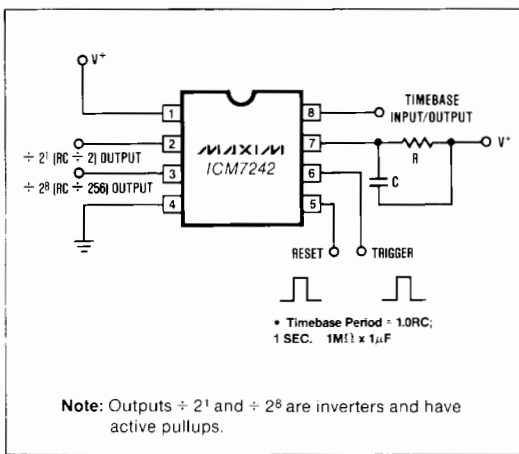 V+
1
2
3
4
MAXIM
ICM7242
8
7
6
5
÷ 2¹ (RC ÷ 2) OUTPUT
÷ 2⁸ (RC ÷ 256) OUTPUT
TIMEBASE
INPUT/OUTPUT
R
V+
C
RESET
TRIGGER
• Timebase Period = 1.0RC;
1 SEC. 1MΩ x 1µF
Note: Outputs ÷ 2¹ and ÷ 2⁸ are inverters and have
active pullups.